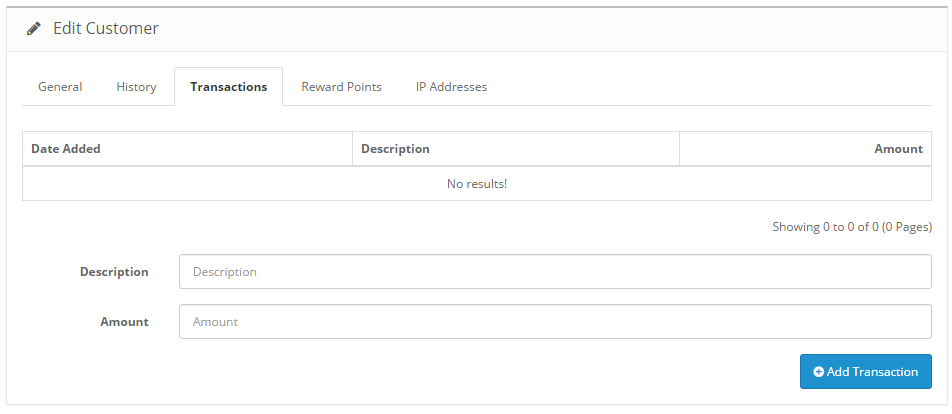 Edit Customer
General History Transactions Reward Points IP Addresses
Date Added Description Amount
No results!
Showing 0 to 0 of 0 (0 Pages)
Description Description
Amount Amount
Add Transaction